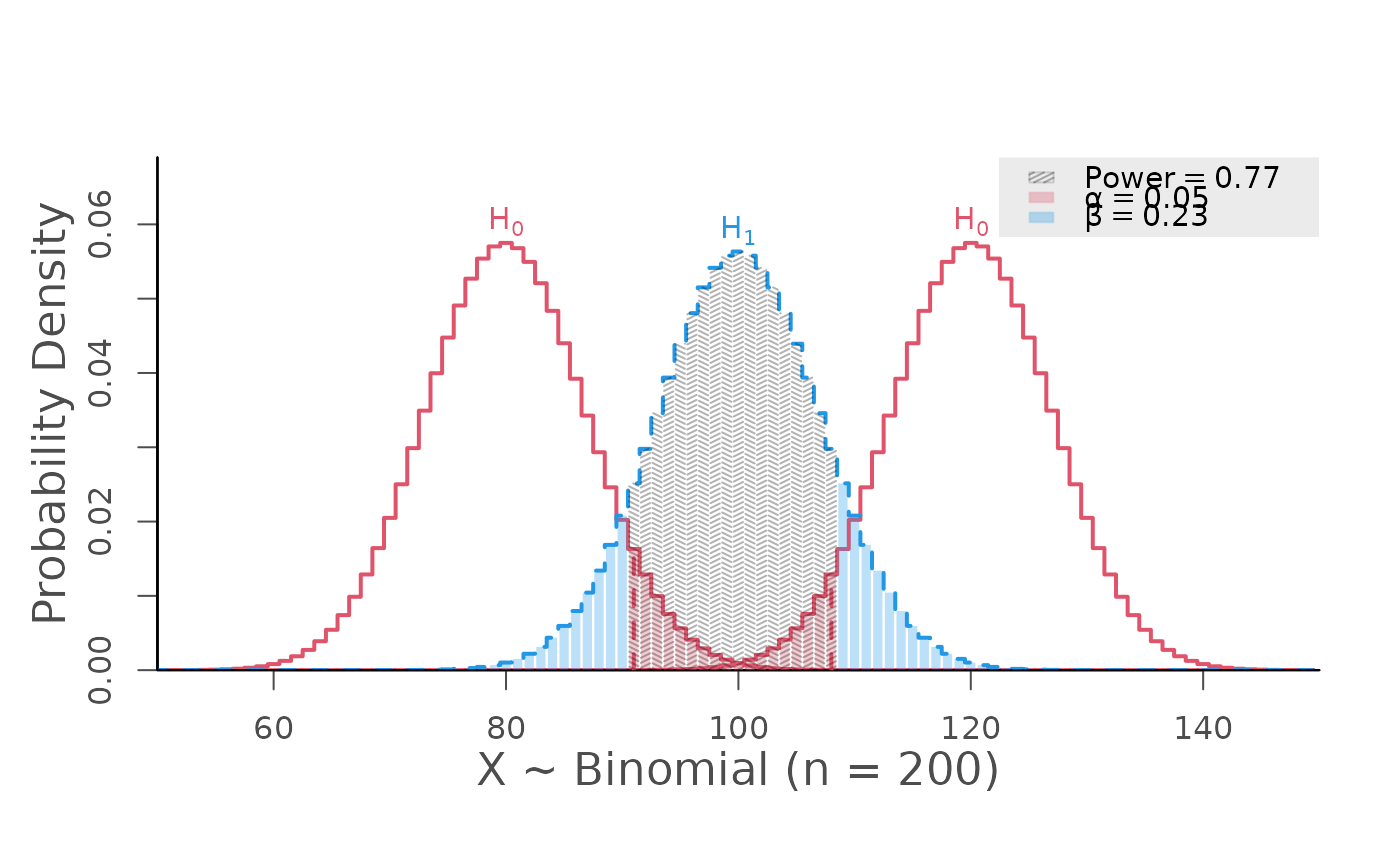 Power = 0.77
α = 0.05
β = 0.23
H₀ H₁ H₀
Probability Density
0.06
0.04
0.02
0.00
60 80 100 120 140
X ~ Binomial (n = 200)